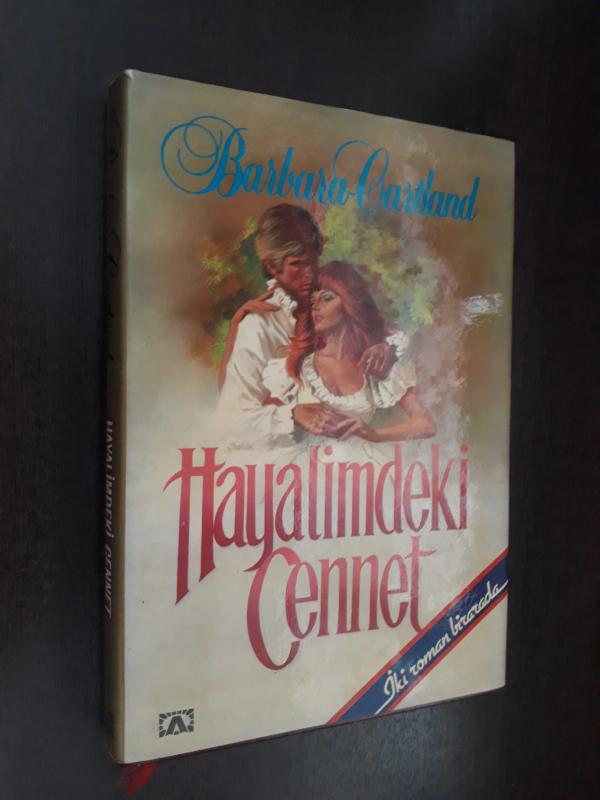 Barbara Cartland
Hayalimdeki
Cennet
İki roman birarada
HAYALİMDEKİ CENNET